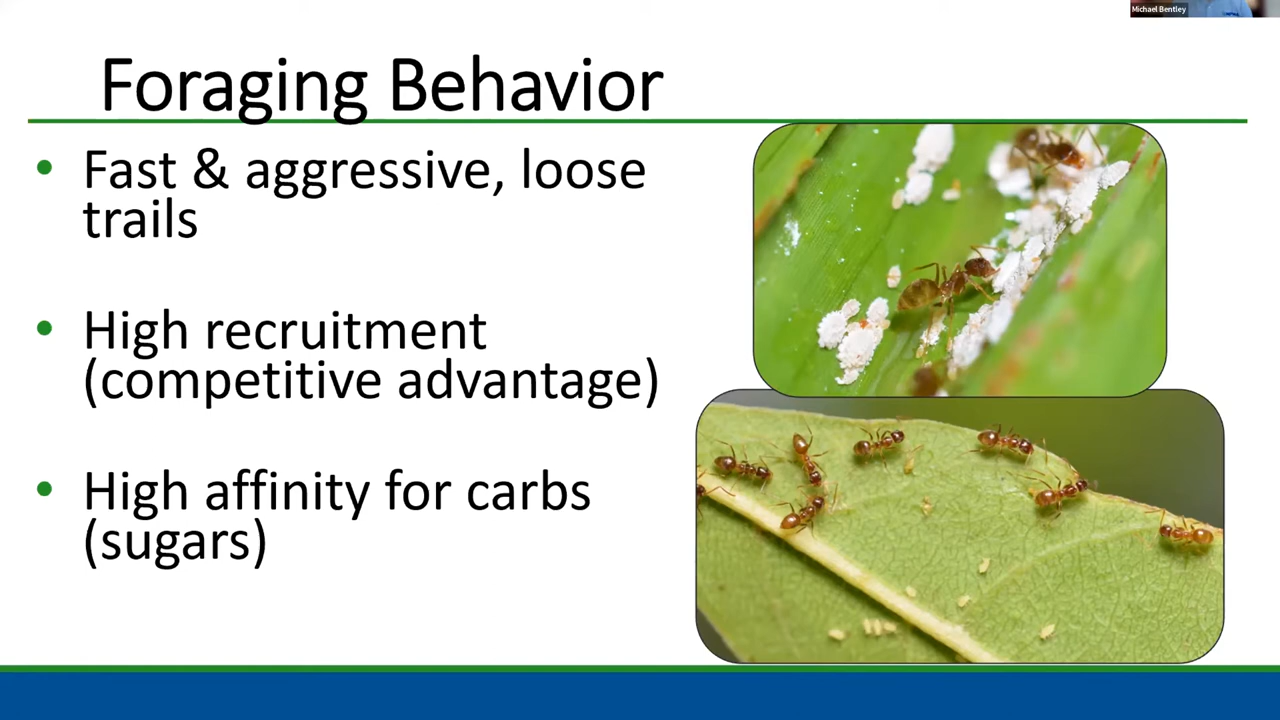 Michael Bentley
Foraging Behavior
• Fast & aggressive, loose
trails
• High recruitment
(competitive advantage)
• High affinity for carbs
(sugars)